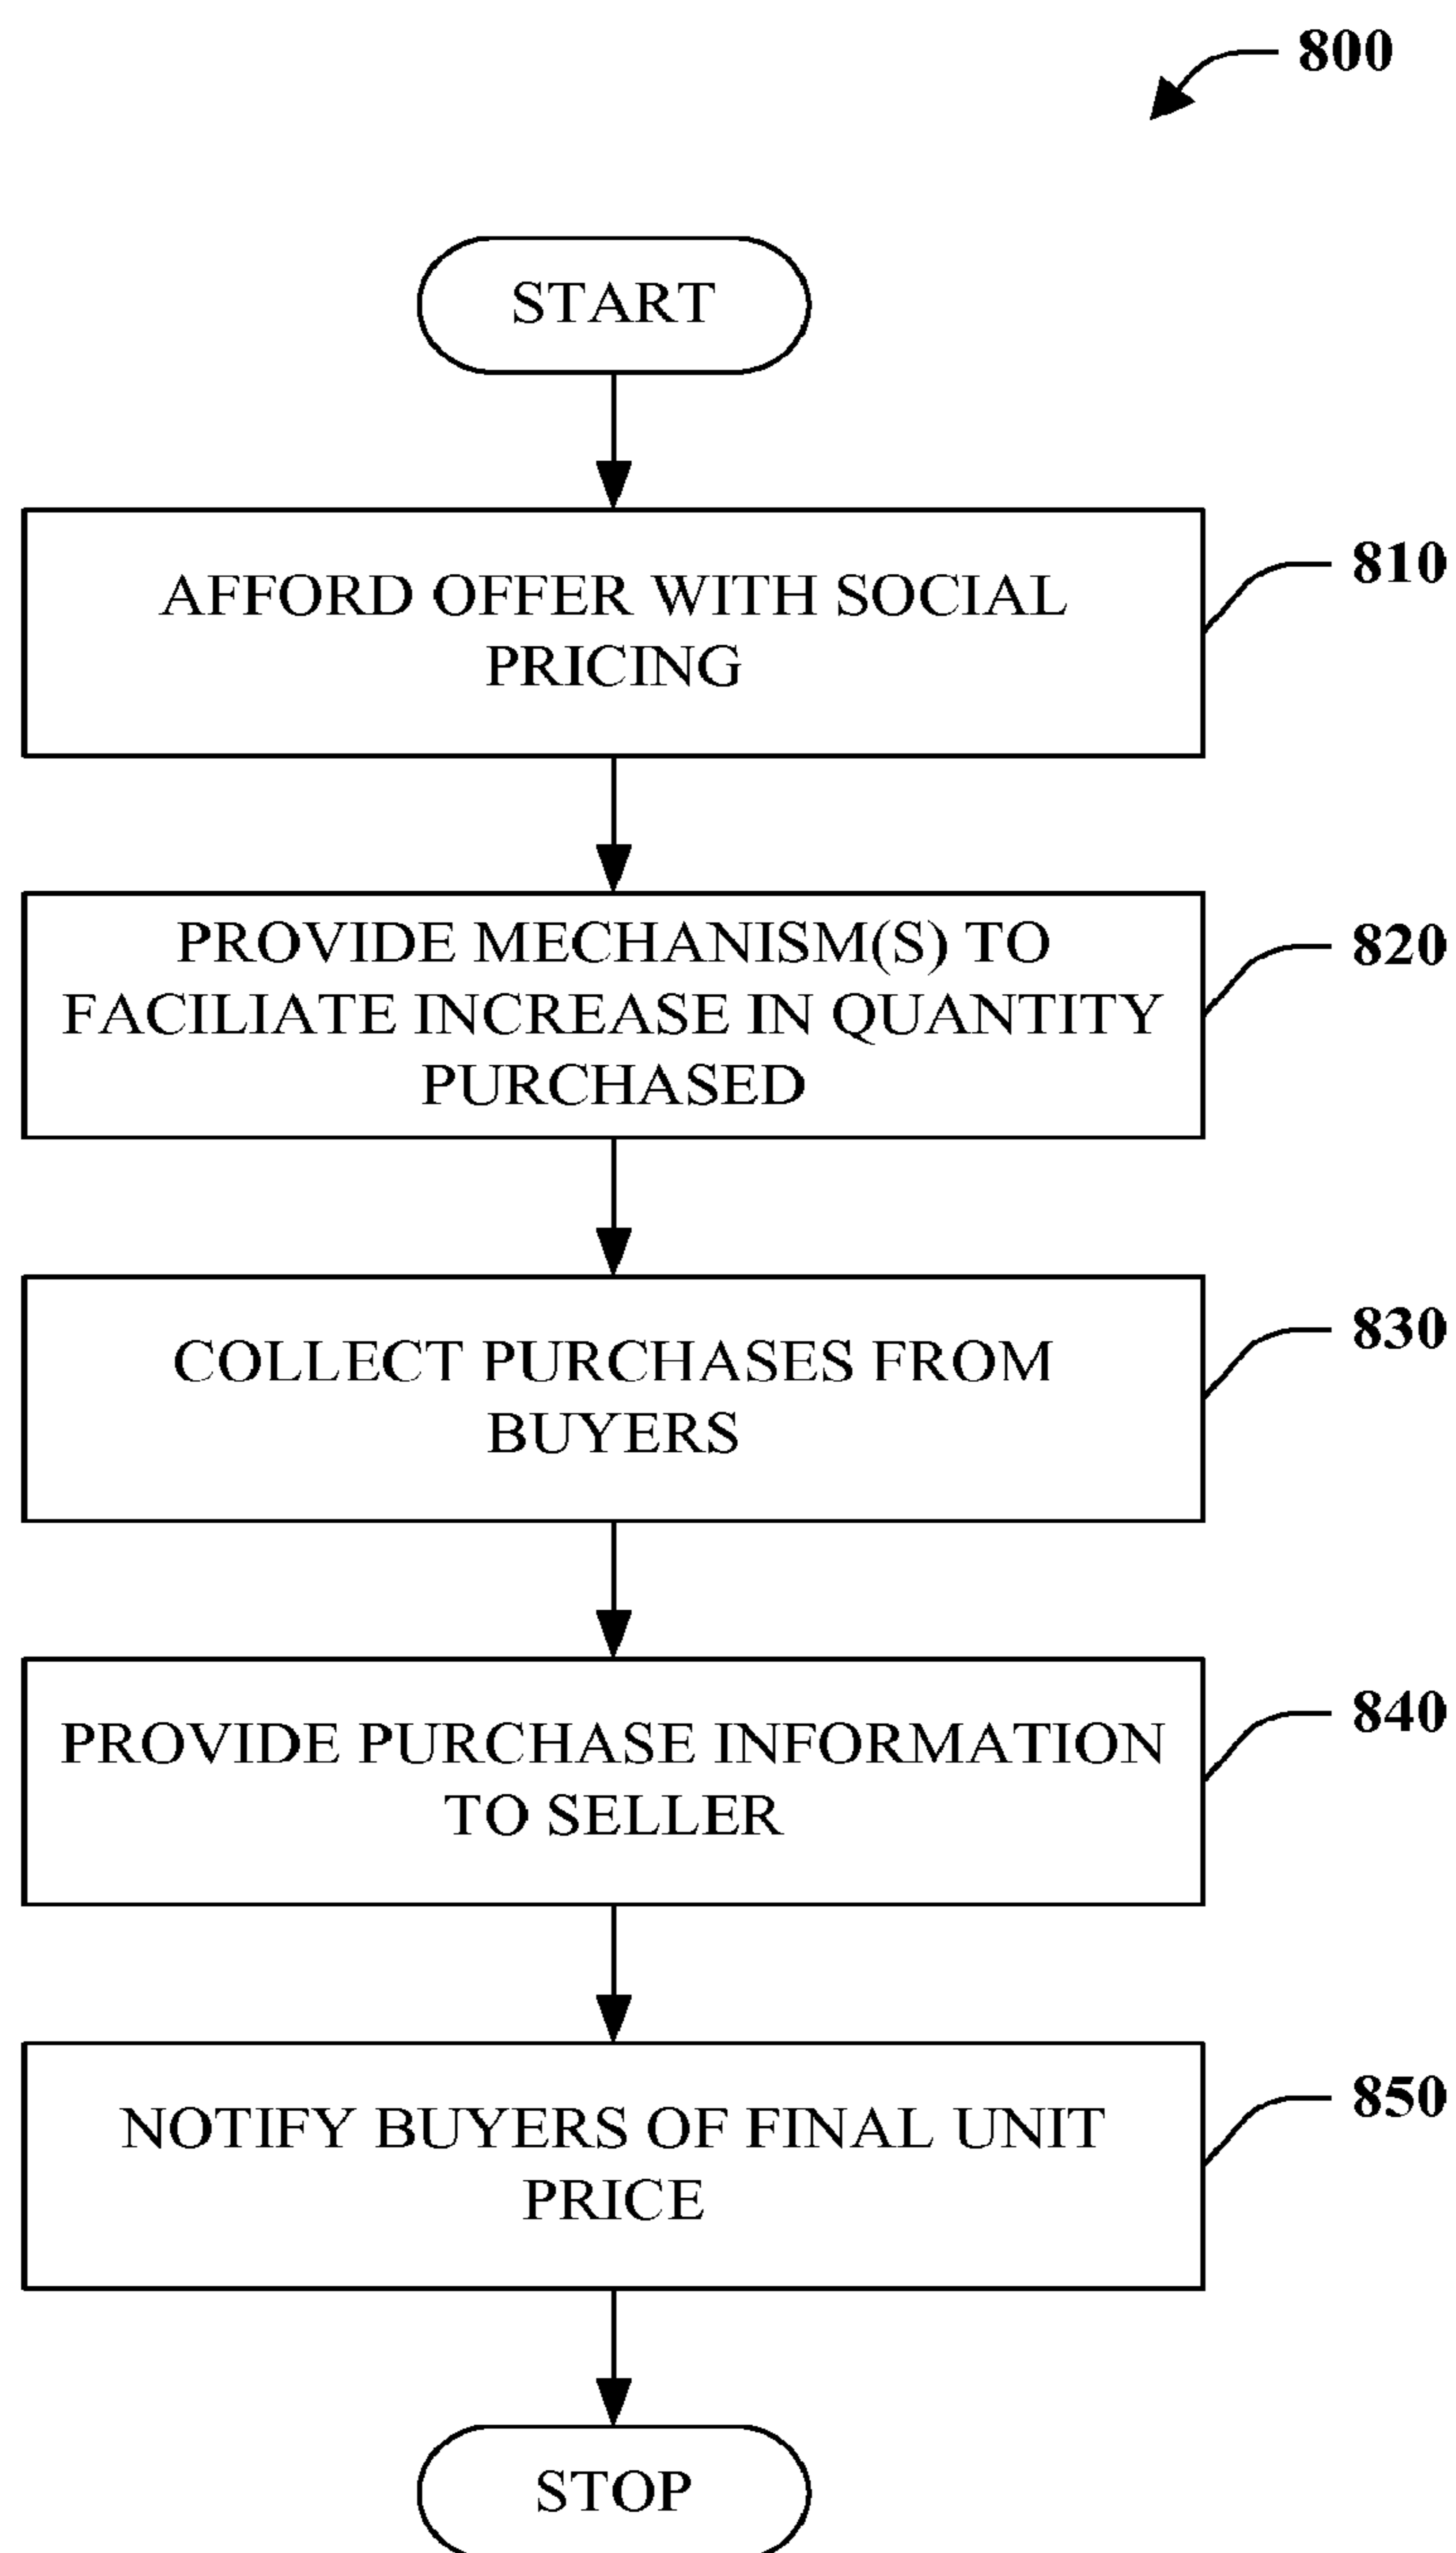 800
START
AFFORD OFFER WITH SOCIAL
PRICING
810
PROVIDE MECHANISM(S) TO
FACILIATE INCREASE IN QUANTITY
PURCHASED
820
COLLECT PURCHASES FROM
BUYERS
830
PROVIDE PURCHASE INFORMATION
TO SELLER
840
NOTIFY BUYERS OF FINAL UNIT
PRICE
850
STOP